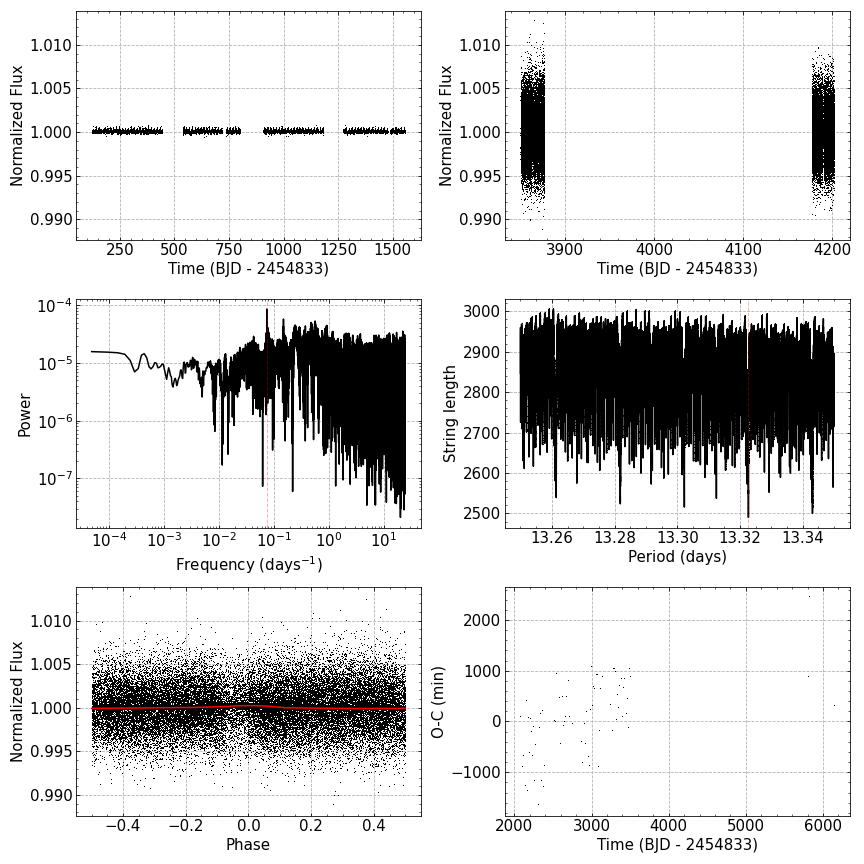 1.010
1.005
1.000
0.995
0.990
Normalized Flux
250 500 750 1000 1250 1500
Time (BJD - 2454833)
1.010
1.005
1.000
0.995
0.990
Normalized Flux
3900 4000 4100 4200
Time (BJD - 2454833)
10−4
10−5
10−6
10−7
Power
10−4 10−3 10−2 10−1 100 101
Frequency (days−1)
3000
2900
2800
2700
2600
2500
String length
13.26 13.28 13.30 13.32 13.34
Period (days)
1.010
1.005
1.000
0.995
0.990
Normalized Flux
−0.4 −0.2 0.0 0.2 0.4
Phase
2000
1000
0
−1000
O-C (min)
2000 3000 4000 5000 6000
Time (BJD - 2454833)